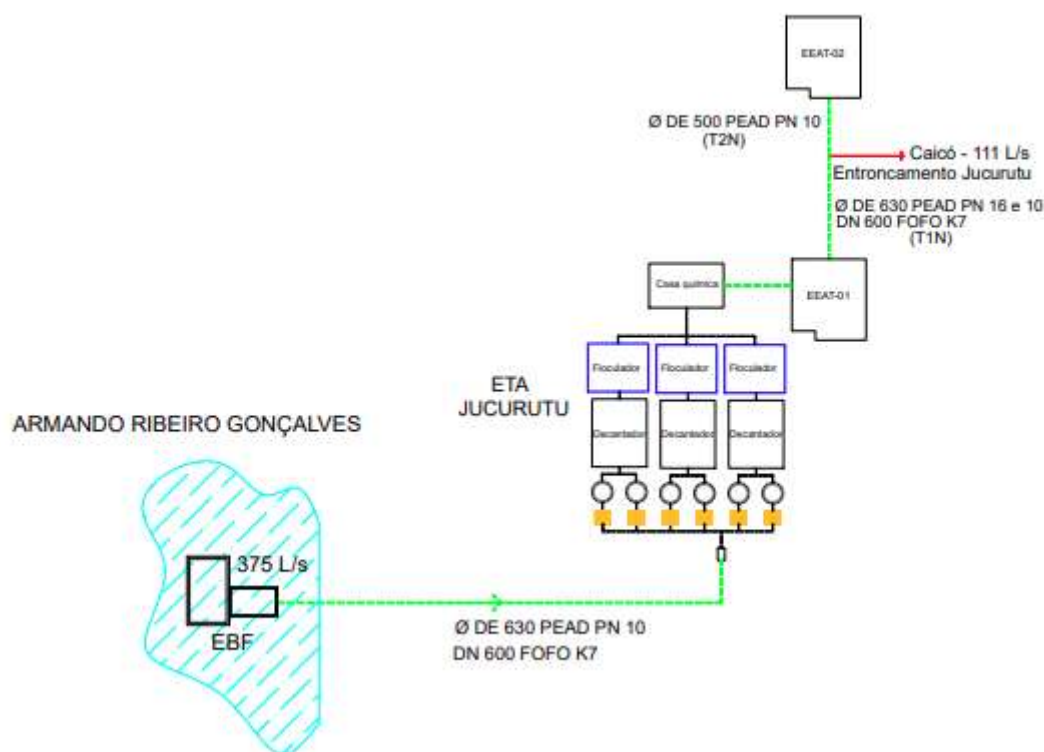 EEAT-02
Ø DE 500 PEAD PN 10
(T2N)
Caicó - 111 L/s
Entroncamento Jucurutu
Ø DE 630 PEAD PN 16 e 10
DN 600 FOFO K7
(T1N)
Casa química
EEAT-01
Floculador
Floculador
Floculador
ETA
JUCURUTU
Decantador
Decantador
Decantador
ARMANDO RIBEIRO GONÇALVES
375 L/s
EBF
Ø DE 630 PEAD PN 10
DN 600 FOFO K7